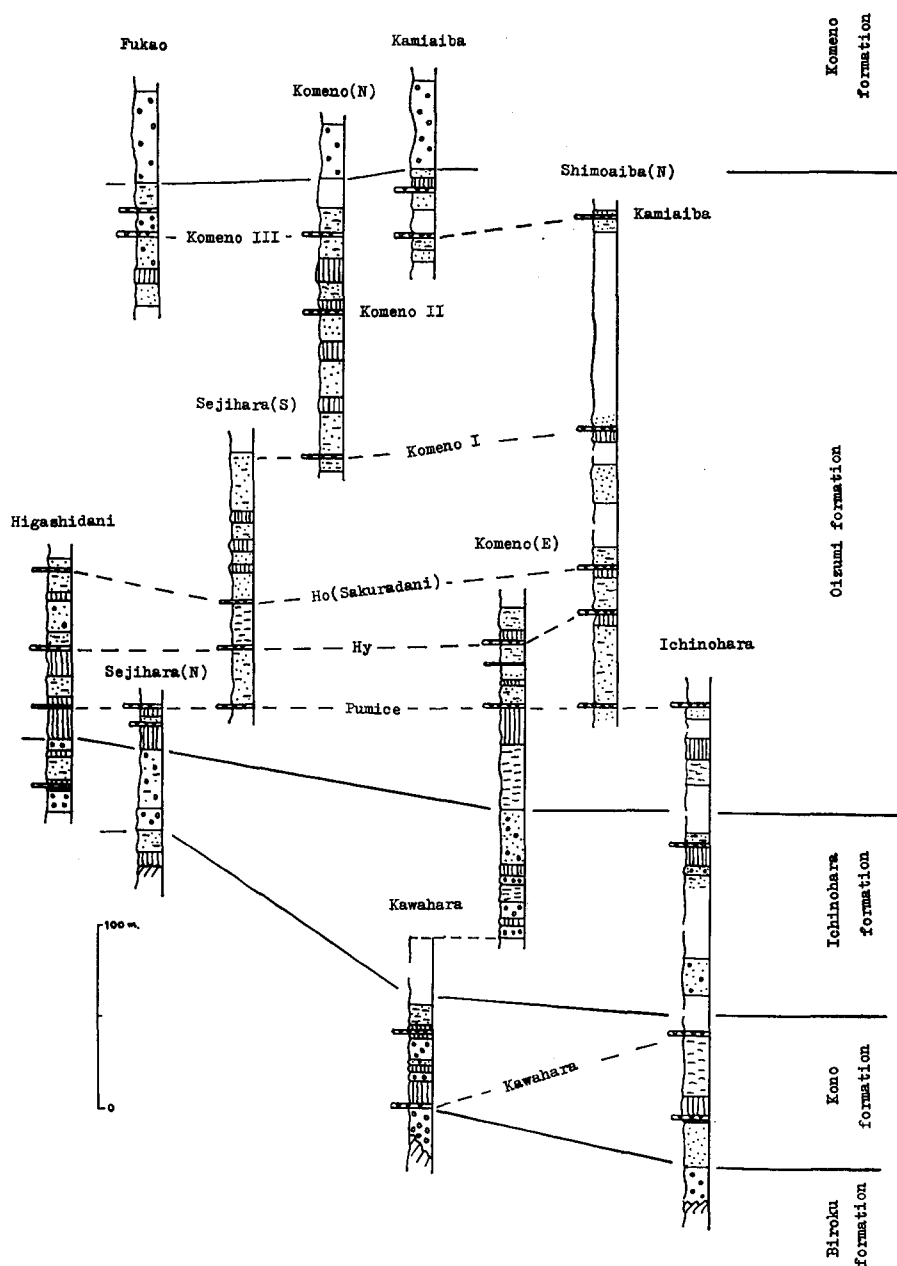 Fukao
Kamiaiba
Komeno
formation
Komeno(N)
Shimoaiba(N)
Kamiaiba
Komeno III
Komeno II
Sejihara(S)
Komeno I
Higashidani
Komeno(E)
Oizumi formation
Ho(Sakuradani)
Hy
Ichinohara
Sejihara(N)
Pumice
Kawahara
Ichinohara
formation
100 m.
Kawahara
Kono
formation
0
Biroku
formation